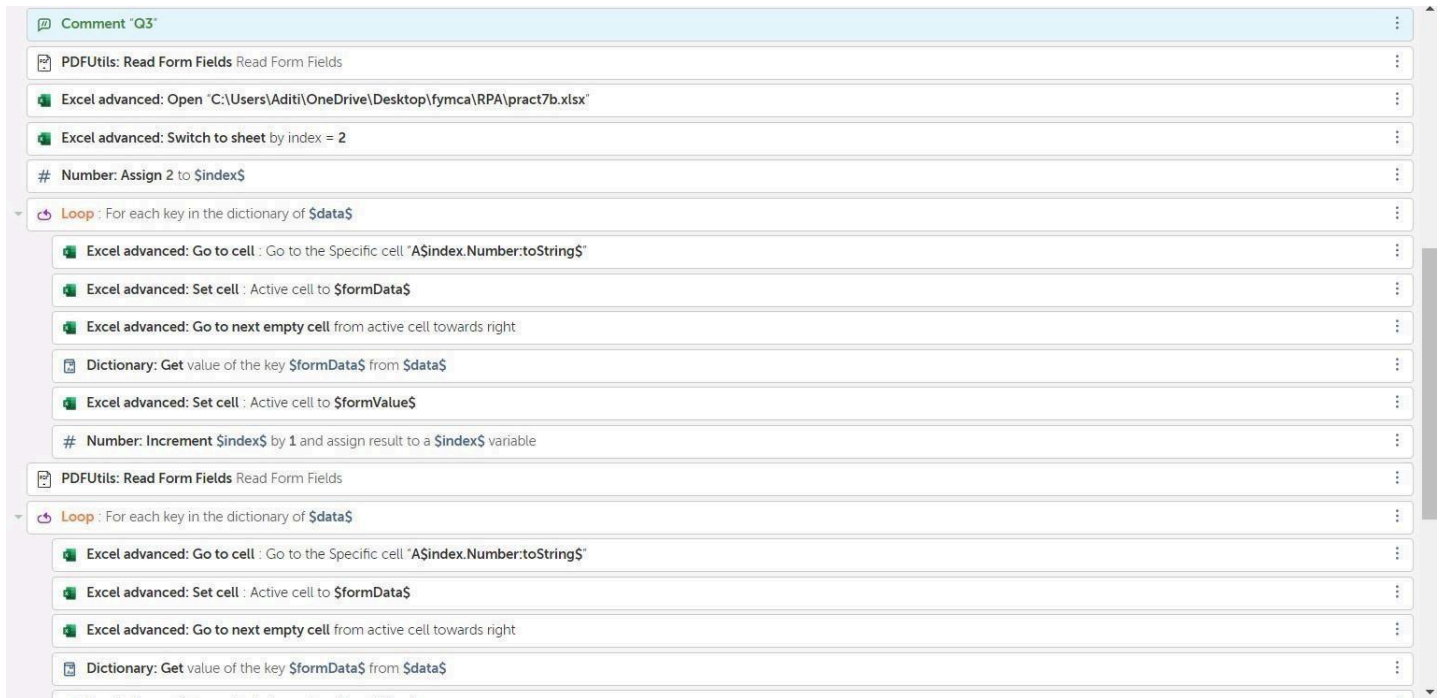 Comment "Q3"
PDFUtils: Read Form Fields Read Form Fields
Excel advanced: Open "C:\Users\Aditi\OneDrive\Desktop\fymca\RPA\pract7b.xlsx"
Excel advanced: Switch to sheet by index = 2
# Number: Assign 2 to $index$
Loop : For each key in the dictionary of $data$
Excel advanced: Go to cell : Go to the Specific cell "A$index.Number:toString$"
Excel advanced: Set cell : Active cell to $formData$
Excel advanced: Go to next empty cell from active cell towards right
Dictionary: Get value of the key $formData$ from $data$
Excel advanced: Set cell : Active cell to $formValue$
# Number: Increment $index$ by 1 and assign result to a $index$ variable
PDFUtils: Read Form Fields Read Form Fields
Loop : For each key in the dictionary of $data$
Excel advanced: Go to cell : Go to the Specific cell "A$index.Number:toString$"
Excel advanced: Set cell : Active cell to $formData$
Excel advanced: Go to next empty cell from active cell towards right
Dictionary: Get value of the key $formData$ from $data$